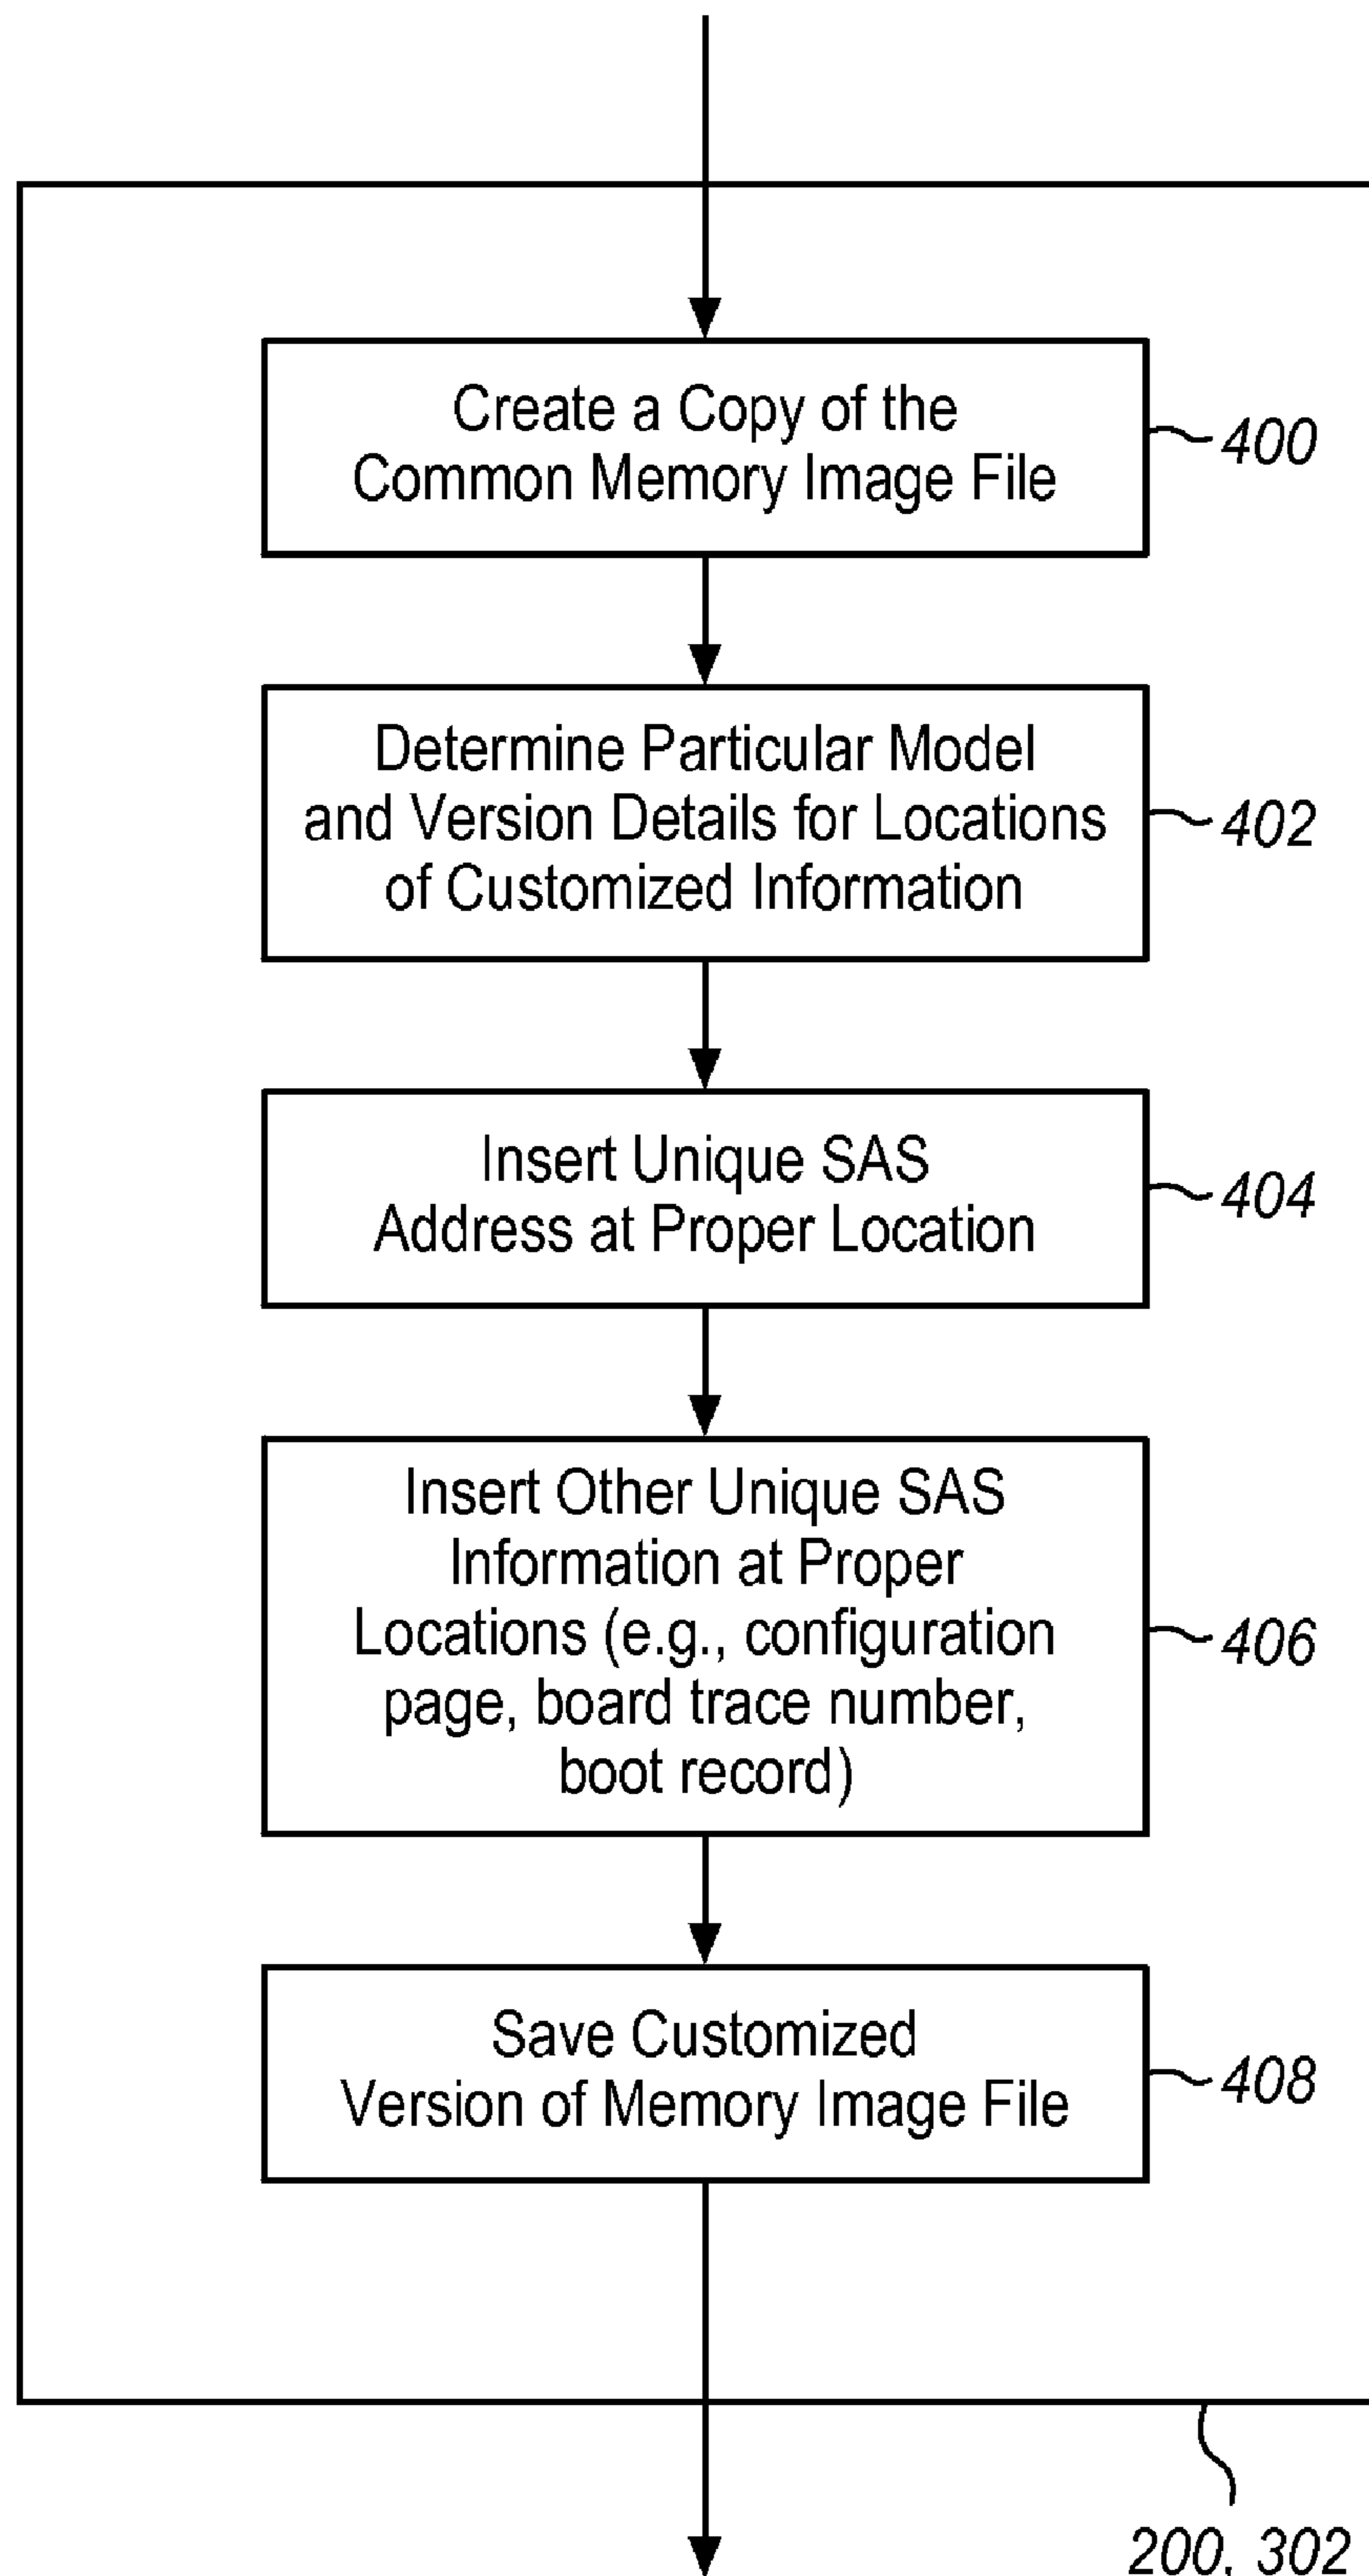 Create a Copy of the
Common Memory Image File
400
Determine Particular Model
and Version Details for Locations
of Customized Information
402
Insert Unique SAS
Address at Proper Location
404
Insert Other Unique SAS
Information at Proper
Locations (e.g., configuration
page, board trace number,
boot record)
406
Save Customized
Version of Memory Image File
408
200, 302